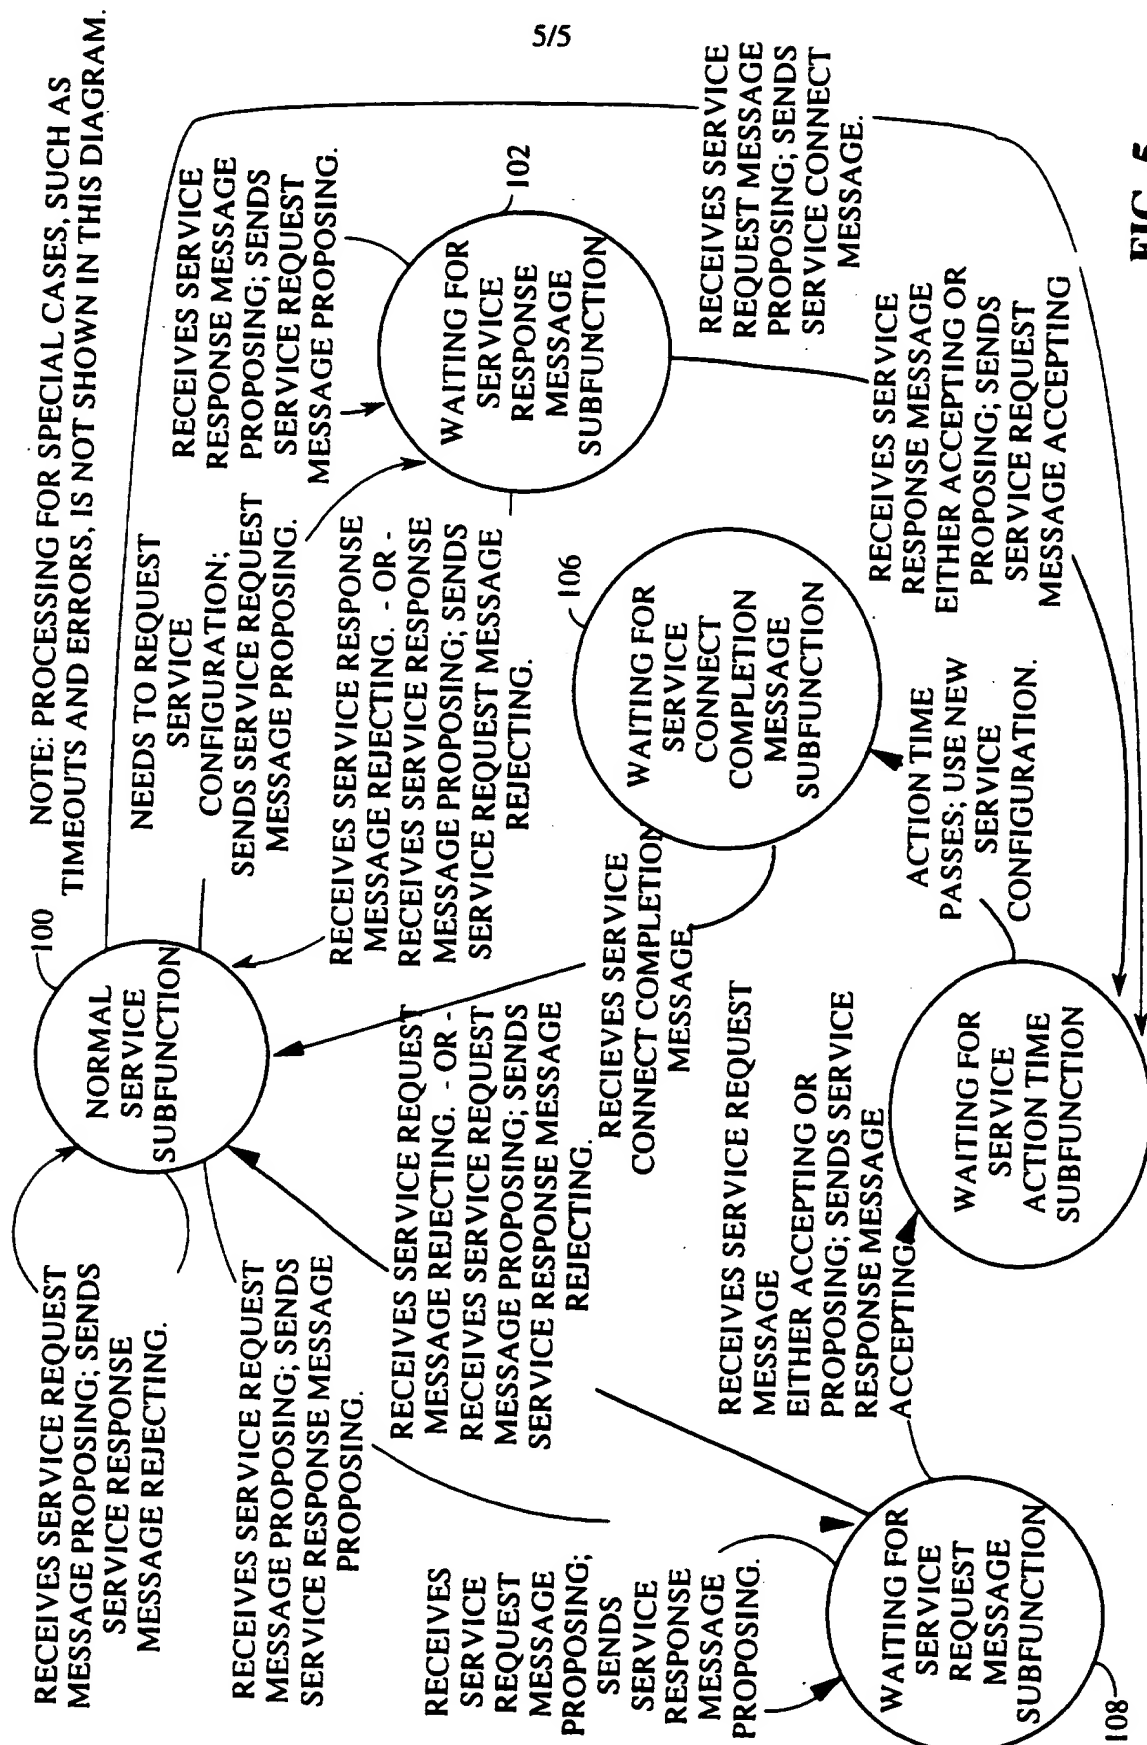 5/5
NOTE: PROCESSING FOR SPECIAL CASES, SUCH AS
TIMEOUTS AND ERRORS, IS NOT SHOWN IN THIS DIAGRAM.
100
NORMAL
SERVICE
SUBFUNCTION
RECEIVES SERVICE REQUEST
MESSAGE PROPOSING; SENDS
SERVICE RESPONSE
MESSAGE REJECTING.
RECEIVES SERVICE REQUEST
MESSAGE PROPOSING; SENDS
SERVICE RESPONSE MESSAGE
PROPOSING.
NEEDS TO REQUEST
SERVICE
CONFIGURATION;
SENDS SERVICE REQUEST
MESSAGE PROPOSING.
RECEIVES SERVICE
RESPONSE MESSAGE
PROPOSING; SENDS
SERVICE REQUEST
MESSAGE PROPOSING.
102
WAITING FOR
SERVICE
RESPONSE
MESSAGE
SUBFUNCTION
RECEIVES SERVICE RESPONSE
MESSAGE REJECTING. - OR -
RECEIVES SERVICE RESPONSE
MESSAGE PROPOSING; SENDS
SERVICE REQUEST MESSAGE
REJECTING.
RECEIVES SERVICE REQUEST
MESSAGE REJECTING. - OR -
RECEIVES SERVICE REQUEST
MESSAGE PROPOSING; SENDS
SERVICE RESPONSE MESSAGE
REJECTING.
RECEIVES
SERVICE
REQUEST
MESSAGE
PROPOSING;
SENDS
SERVICE
RESPONSE
MESSAGE
PROPOSING.
106
WAITING FOR
SERVICE
CONNECT
COMPLETION
MESSAGE
SUBFUNCTION
RECIEVES SERVICE
CONNECT COMPLETION
MESSAGE.
RECEIVES SERVICE
REQUEST MESSAGE
PROPOSING; SENDS
SERVICE CONNECT
MESSAGE.
RECEIVES SERVICE REQUEST
MESSAGE
EITHER ACCEPTING OR
PROPOSING; SENDS SERVICE
RESPONSE MESSAGE
ACCEPTING
RECEIVES SERVICE
RESPONSE MESSAGE
EITHER ACCEPTING OR
PROPOSING; SENDS
SERVICE REQUEST
MESSAGE ACCEPTING
ACTION TIME
PASSES; USE NEW
SERVICE
CONFIGURATION.
WAITING FOR
SERVICE
ACTION TIME
SUBFUNCTION
WAITING FOR
SERVICE
REQUEST
MESSAGE
SUBFUNCTION
108